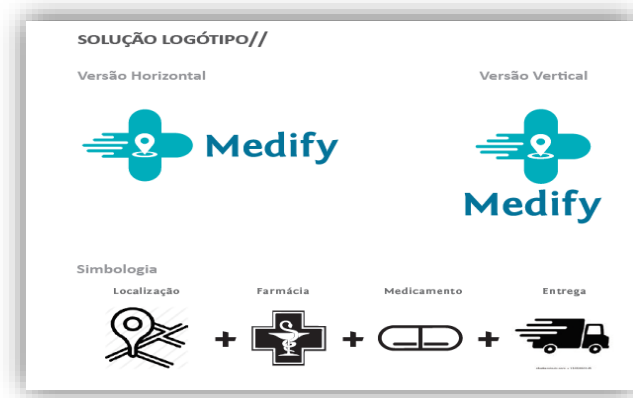 SOLUÇÃO LOGÓTIPO//
Versão Horizontal
Versão Vertical
Medify
Medify
Simbologia
Localização
Farmácia
Medicamento
Entrega